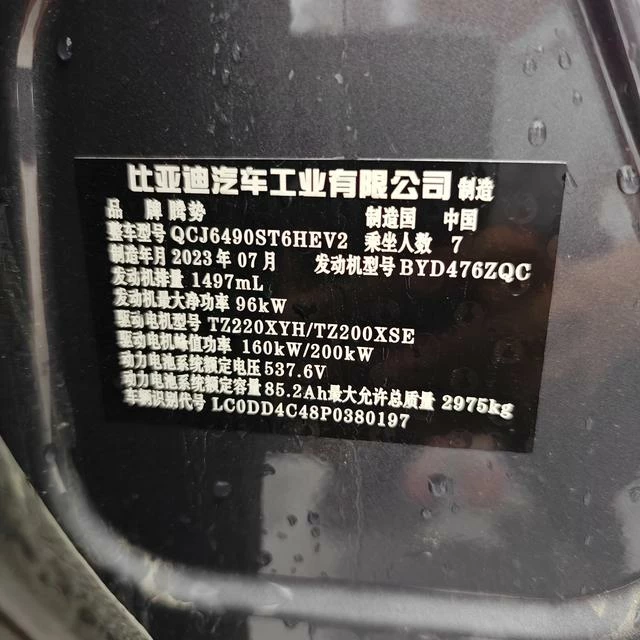 比亚迪汽车工业有限公司 制造
品 牌 腾势 制造国 中国
整车型号 QCJ6490ST6HEV2 乘坐人数 7
制造年月 2023 年 07 月 发动机型号 BYD476ZQC
发动机排量 1497mL
发动机最大净功率 96kW
驱动电机型号 TZ220XYH/TZ200XSE
驱动电机峰值功率 160kW/200kW
动力电池系统额定电压 537.6V
动力电池系统额定容量 85.2Ah 最大允许总质量 2975kg
车辆识别代号 LC0DD4C48P0380197